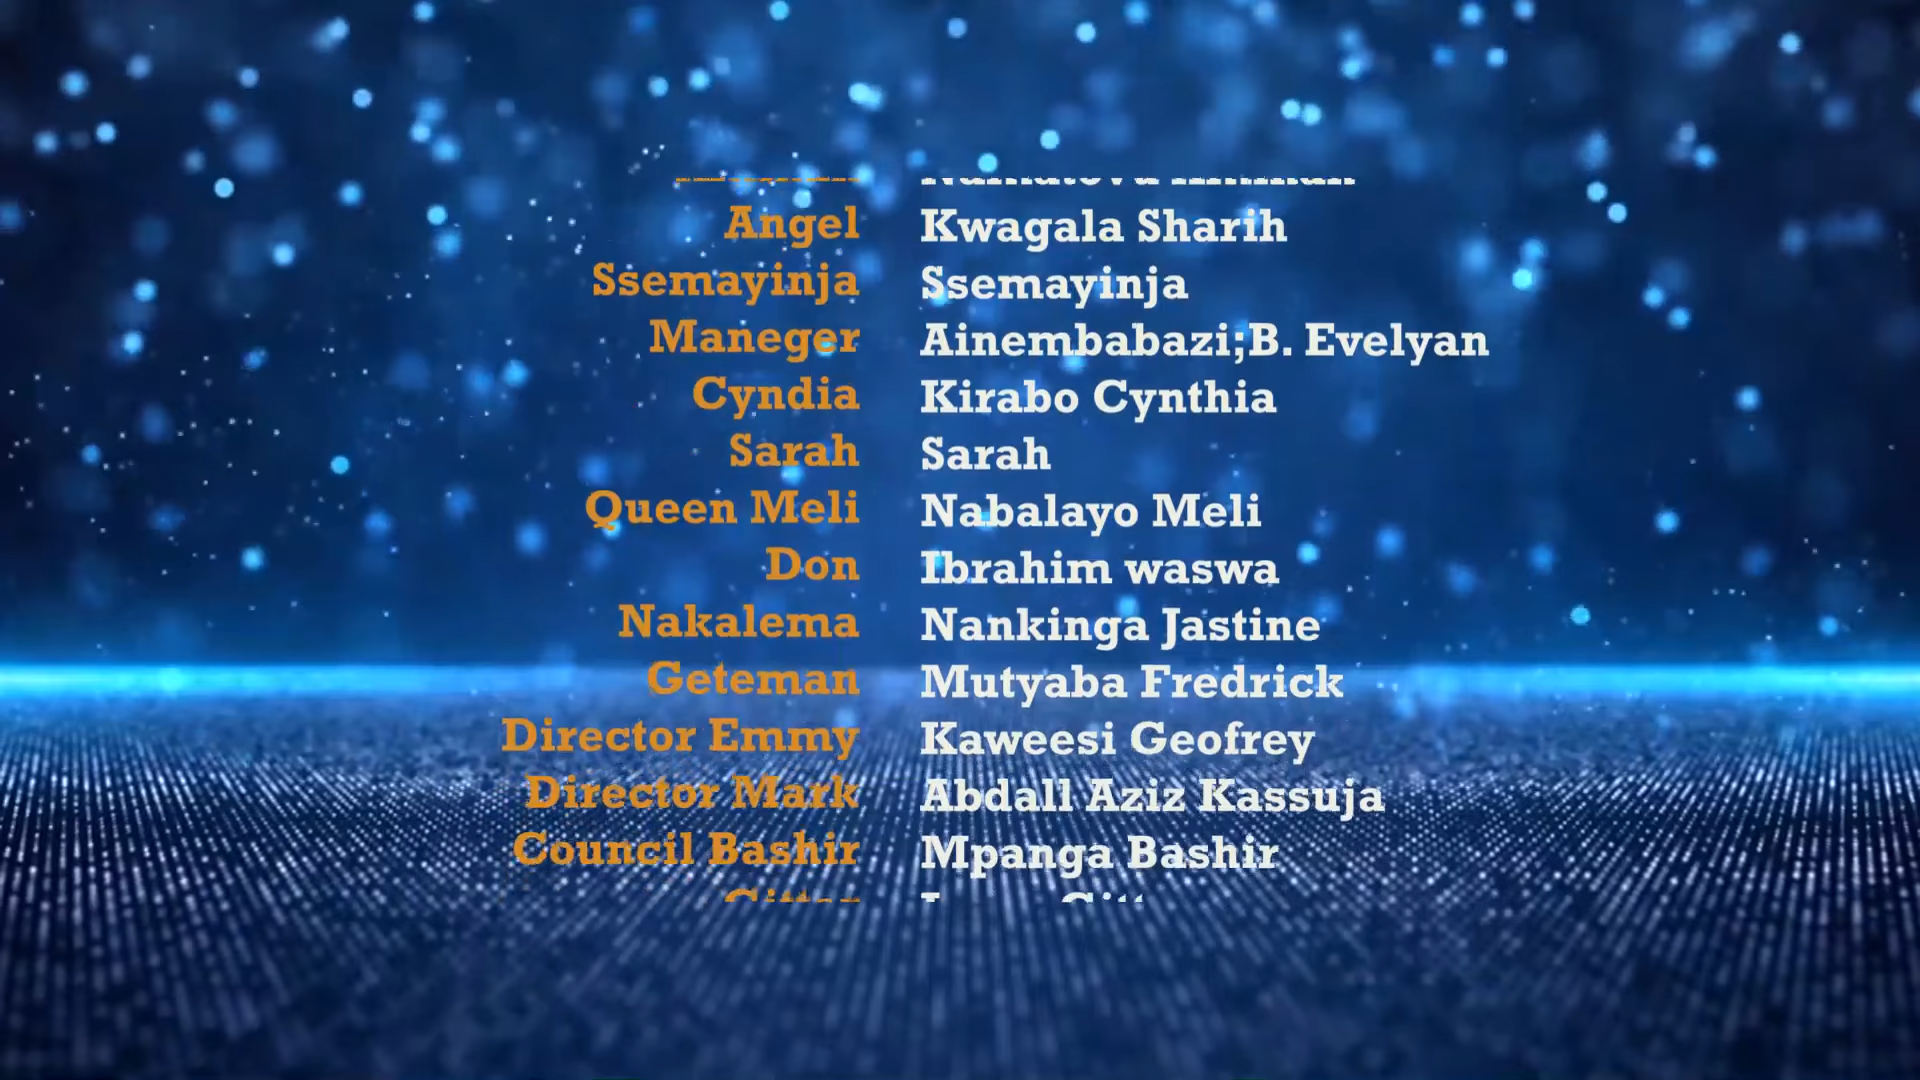 Angel Kwagala Sharih
Ssemayinja Ssemayinja
Maneger Ainembabazi;B. Evelyan
Cyndia Kirabo Cynthia
Sarah Sarah
Queen Meli Nabalayo Meli
Don Ibrahim waswa
Nakalema Nankinga Jastine
Geteman Mutyaba Fredrick
Director Emmy Kaweesi Geofrey
Director Mark Abdall Aziz Kassuja
Council Bashir Mpanga Bashir